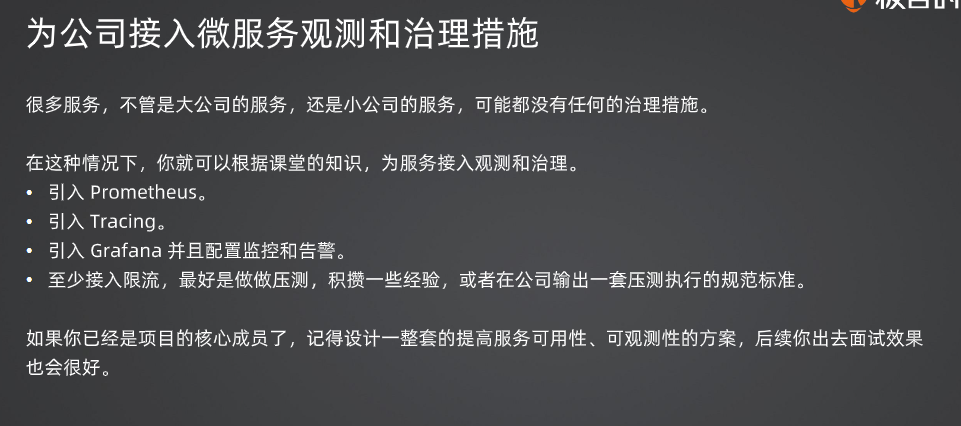 为公司接入微服务观测和治理措施
很多服务，不管是大公司的服务，还是小公司的服务，可能都没有任何的治理措施。
在这种情况下，你就可以根据课堂的知识，为服务接入观测和治理。
• 引入 Prometheus。
• 引入 Tracing。
• 引入 Grafana 并且配置监控和告警。
• 至少接入限流，最好是做做压测，积攒一些经验，或者在公司输出一套压测执行的规范标准。
如果你已经是项目的核心成员了，记得设计一整套的提高服务可用性、可观测性的方案，后续你出去面试效果
也会很好。